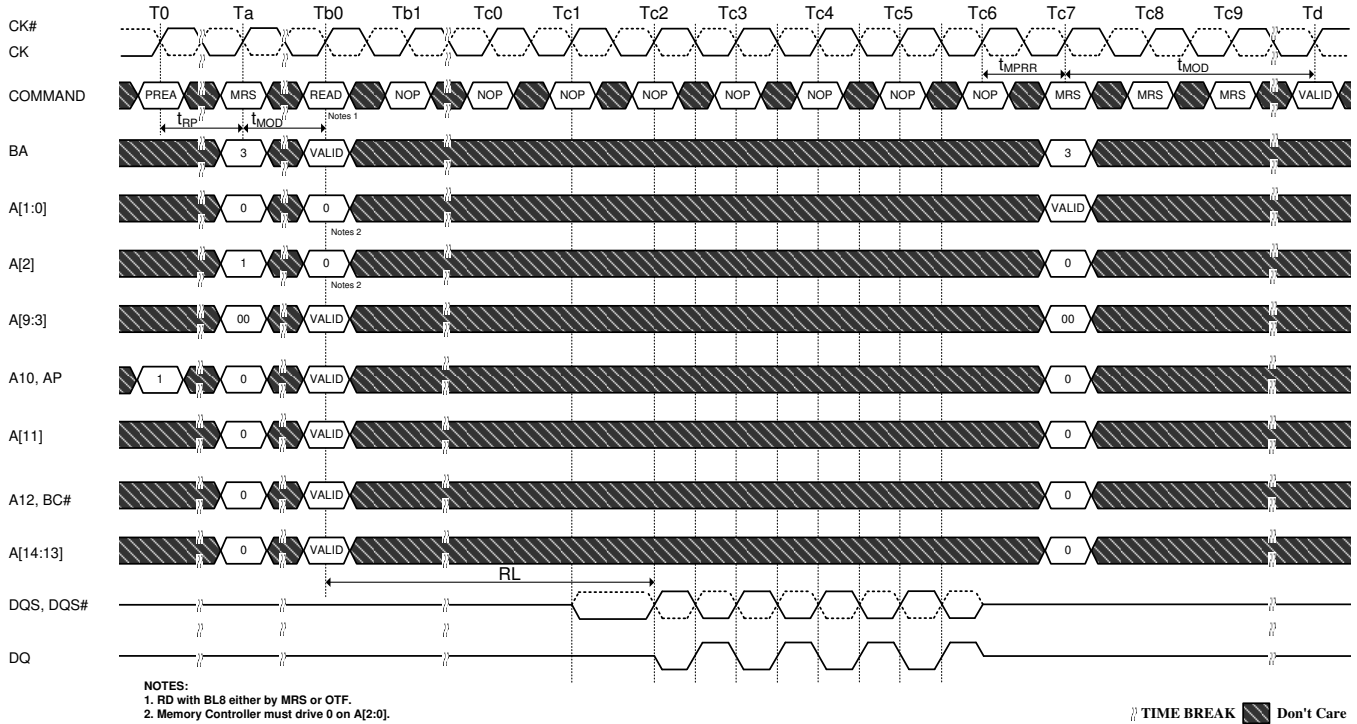 T0 Ta Tb0 Tb1 Tc0 Tc1 Tc2 Tc3 Tc4 Tc5 Tc6 Tc7 Tc8 Tc9 Td
CK#
CK
tMPRR tMOD
COMMAND PREA MRS READ NOP NOP NOP NOP NOP NOP NOP NOP MRS MRS MRS VALID
tRP tMOD Notes 1
BA 3 VALID 3
A[1:0] 0 0 VALID
Notes 2
A[2] 1 0 0
Notes 2
A[9:3] 00 VALID 00
A10, AP 1 0 VALID 0
A[11] 0 VALID 0
A12, BC# 0 VALID 0
A[14:13] 0 VALID 0
RL
DQS, DQS#
DQ
NOTES:
1. RD with BL8 either by MRS or OTF.
2. Memory Controller must drive 0 on A[2:0].
TIME BREAK Don't Care